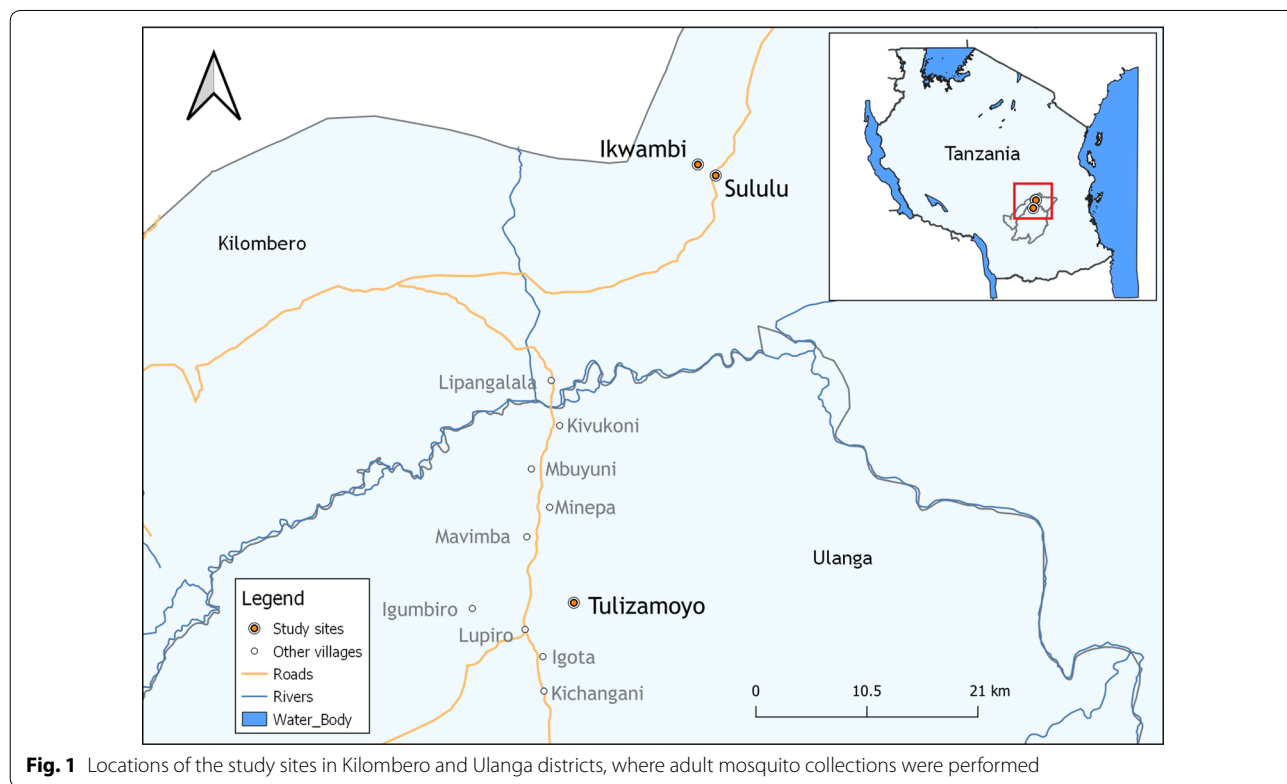 Ikwambi
Sululu
Kilombero
Tanzania
Lipangalala
Kivukoni
Mbuyuni
Minepa
Mavimba
Ulanga
Igumbiro
Tulizamoyo
Lupiro
Igota
Kichangani
Legend
Study sites
Other villages
Roads
Rivers
Water_Body
0 10.5 21 km
Fig. 1 Locations of the study sites in Kilombero and Ulanga districts, where adult mosquito collections were performed